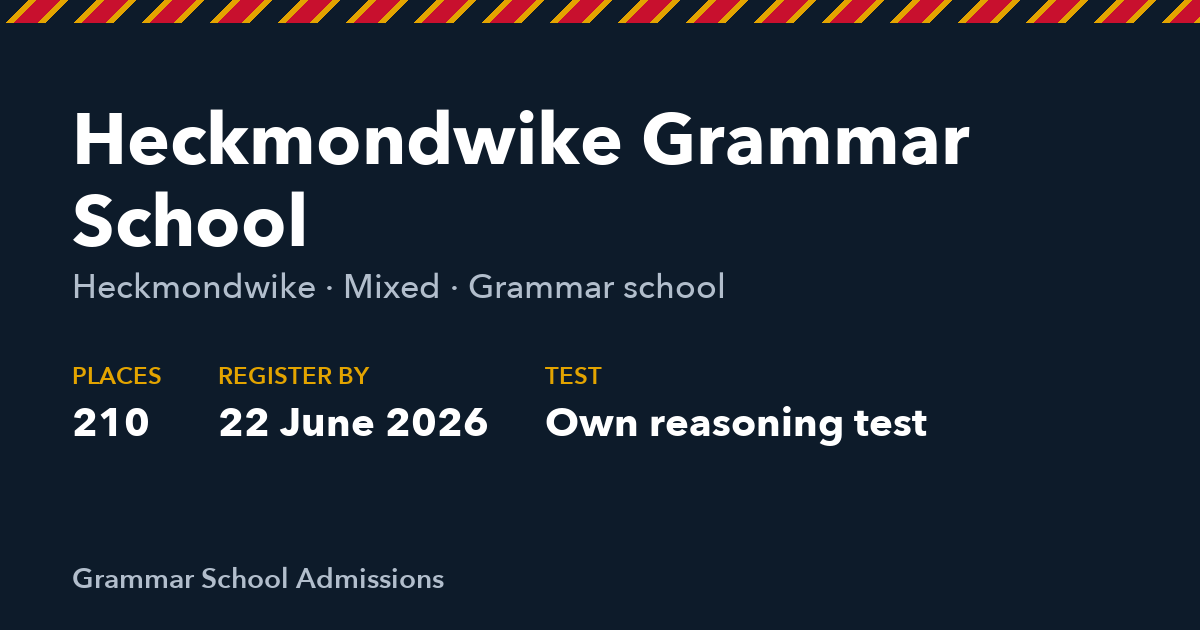 Heckmondwike Grammar
School
Heckmondwike · Mixed · Grammar school
PLACES REGISTER BY TEST
210 22 June 2026 Own reasoning test
Grammar School Admissions